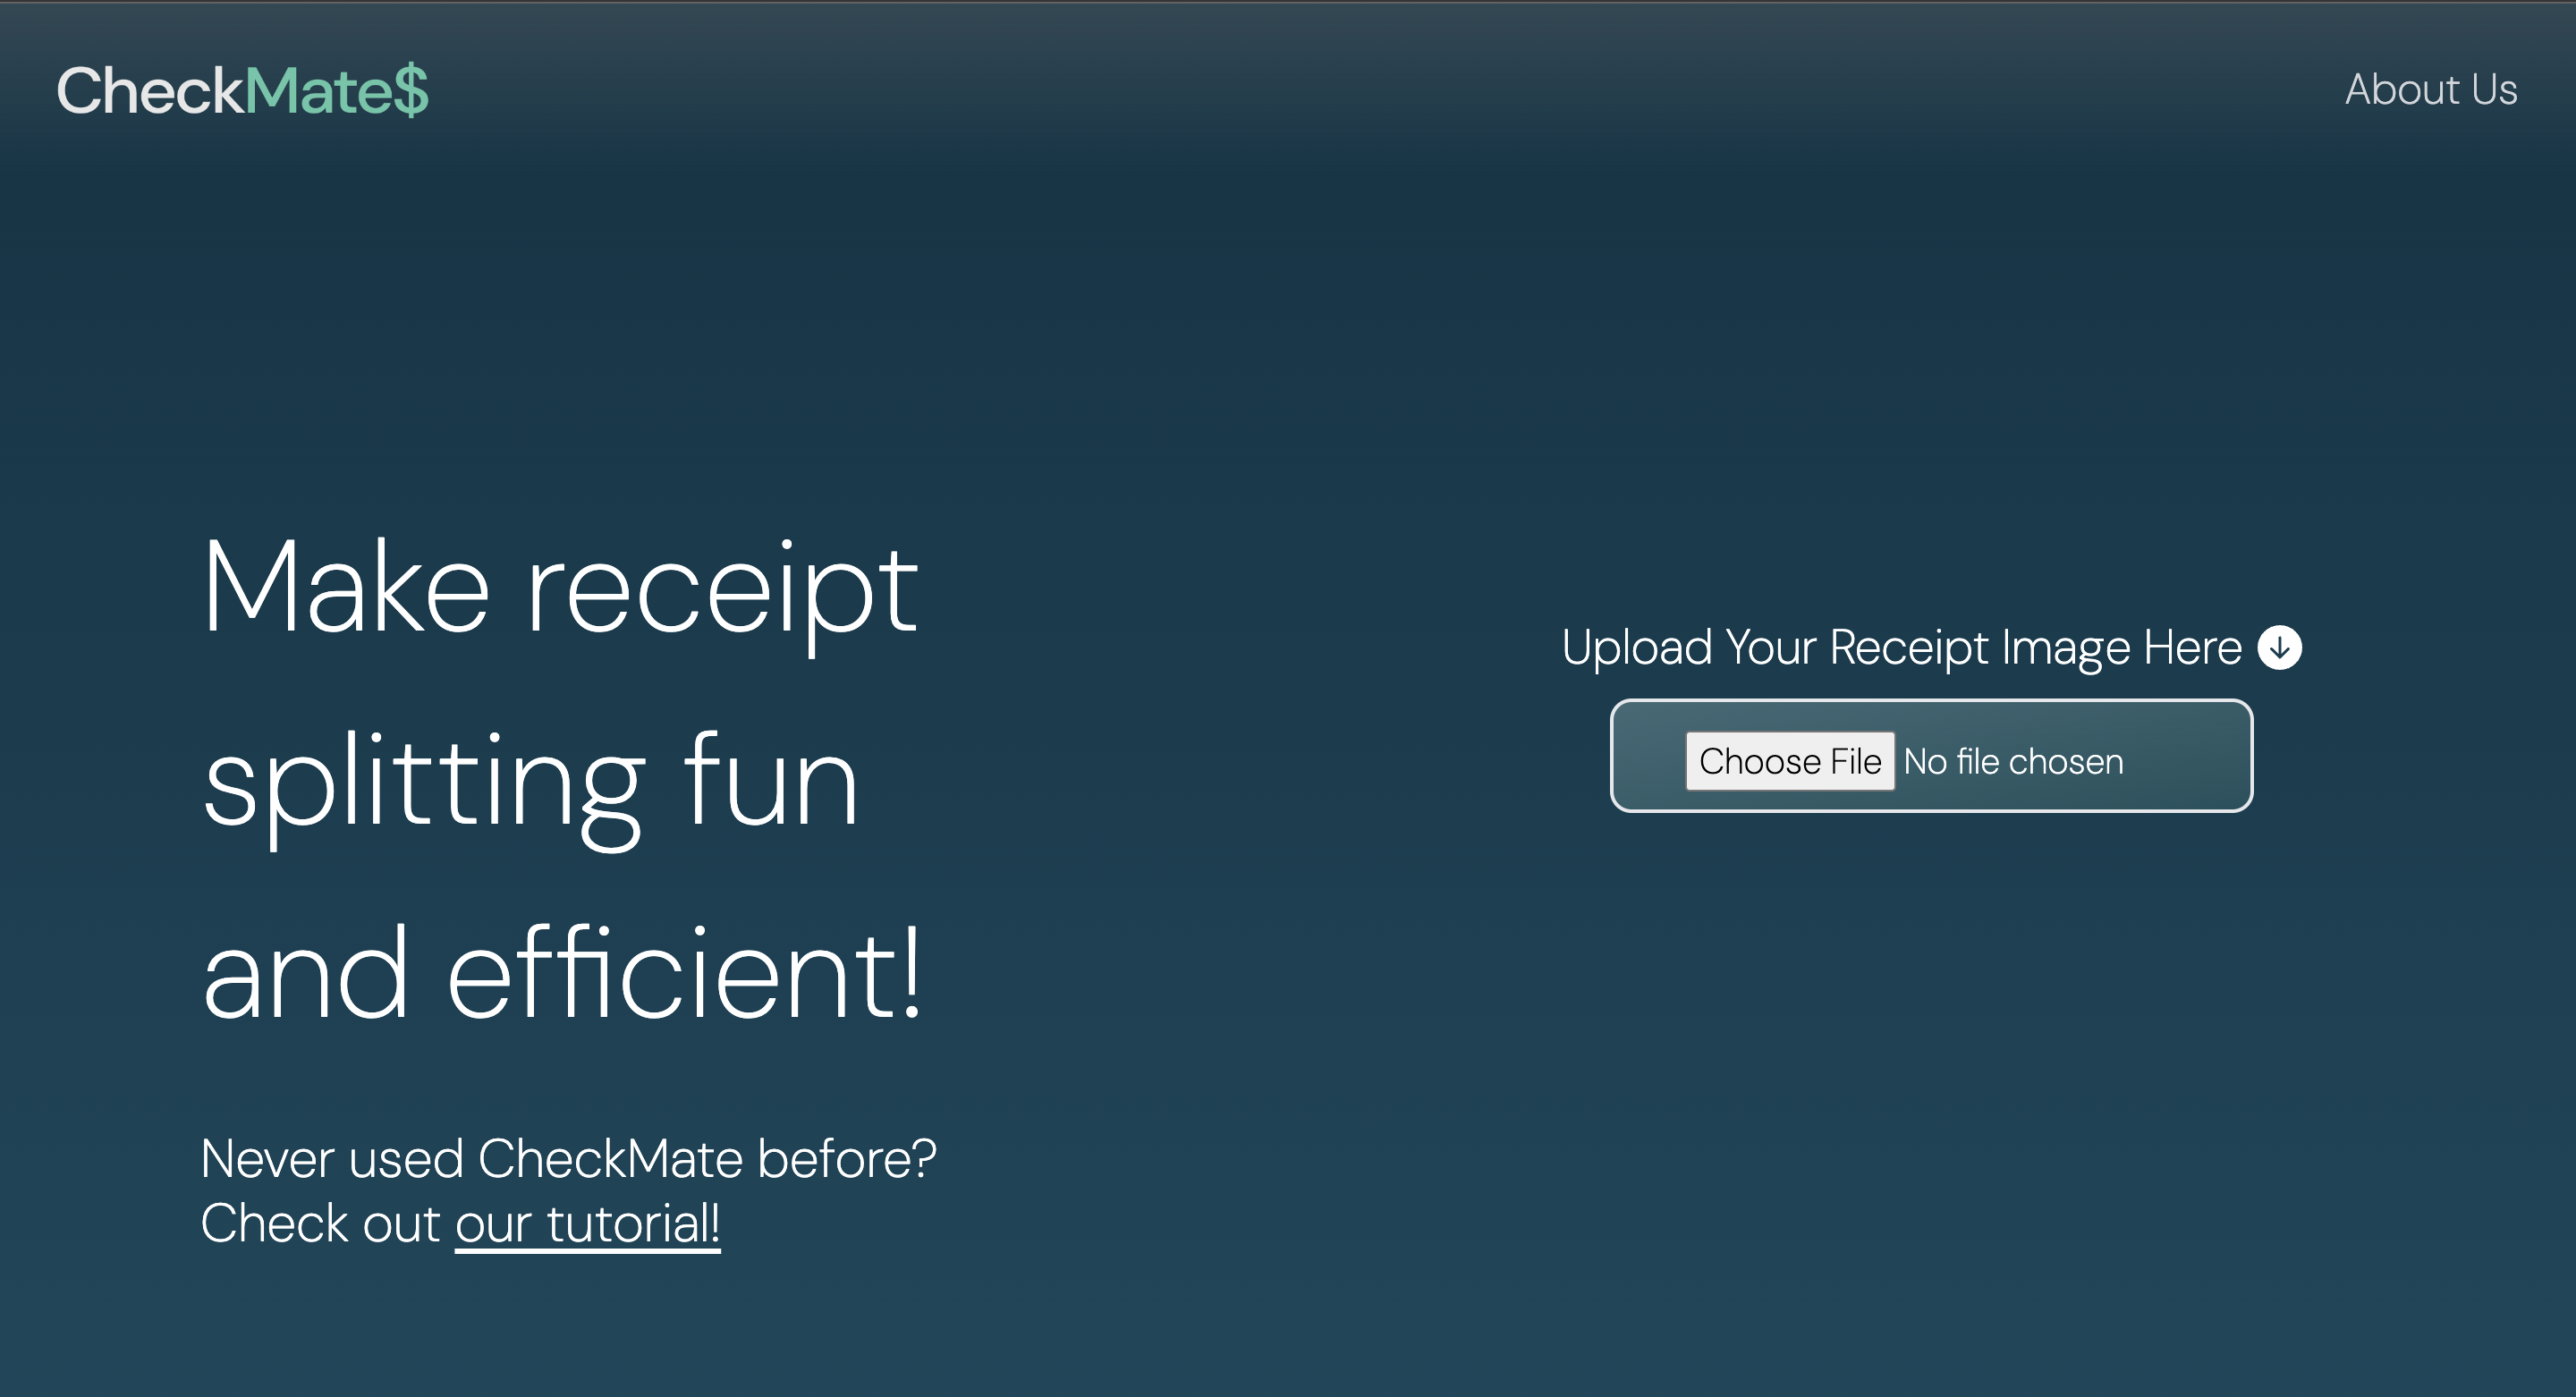 CheckMate$
About Us
Make receipt
splitting fun
and efficient!
Upload Your Receipt Image Here
Choose File No file chosen
Never used CheckMate before?
Check out our tutorial!